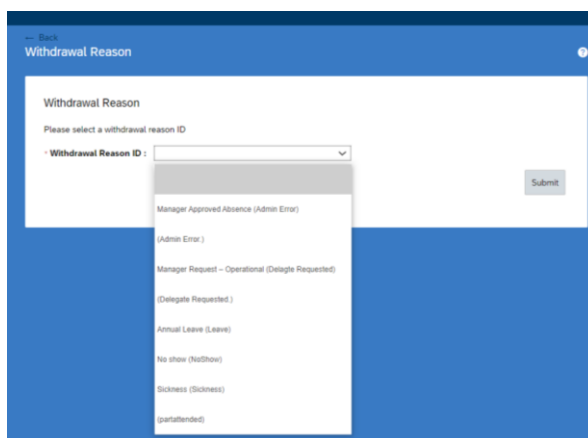 ← Back
Withdrawal Reason
?
Withdrawal Reason
Please select a withdrawal reason ID
* Withdrawal Reason ID :
Submit
Manager Approved Absence (Admin Error)
(Admin Error.)
Manager Request – Operational (Delagte Requested)
(Delegate Requested.)
Annual Leave (Leave)
No show (NoShow)
Sickness (Sickness)
(partattended)